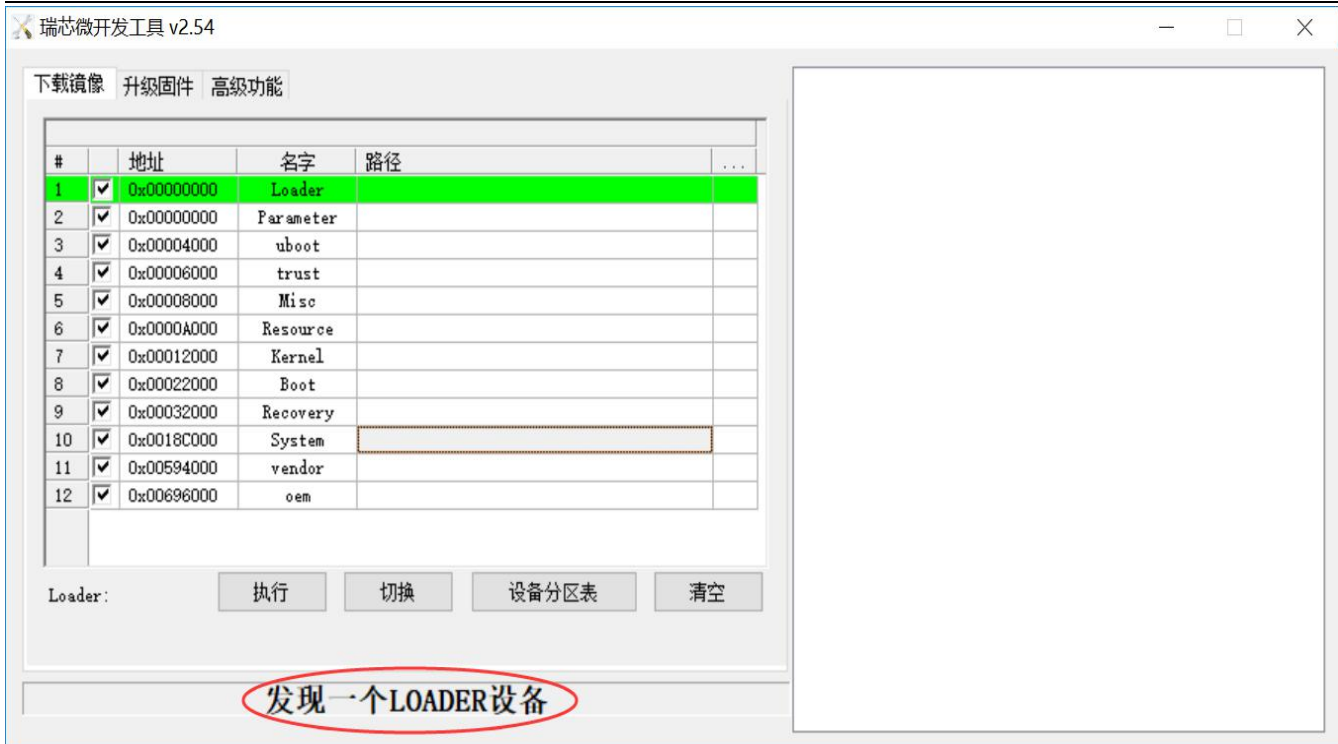 瑞芯微开发工具 v2.54
下载镜像 升级固件 高级功能
# 地址 名字 路径 ...
1 0x00000000 Loader
2 0x00000000 Parameter
3 0x00004000 uboot
4 0x00006000 trust
5 0x00008000 Misc
6 0x0000A000 Resource
7 0x00012000 Kernel
8 0x00022000 Boot
9 0x00032000 Recovery
10 0x0018C000 System
11 0x00594000 vendor
12 0x00696000 oem
Loader: 执行 切换 设备分区表 清空
发现一个LOADER设备